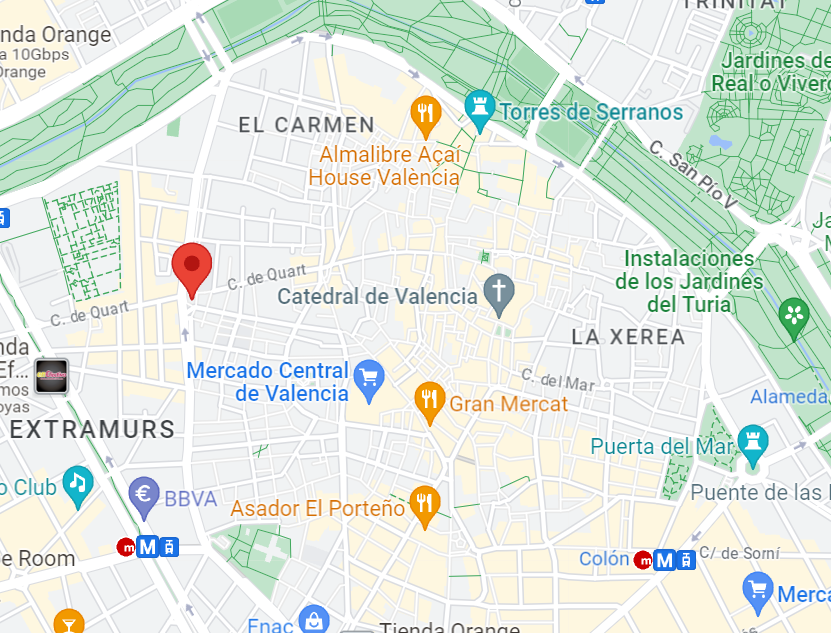 TRINITAT
nda Orange
a 10Gbps
Orange
Jardines de
Real o Vivero
Torres de Serranos
EL CARMEN
Almalibre Açaí
House València
C. San Pío V
Instalaciones
de los Jardines
del Turia
C. de Quart
Catedral de Valencia
C. de Quart
LA XEREA
nda
Ef...
mos
oyas
Mercado Central
de Valencia
C. del Mar
Gran Mercat
Alameda
EXTRAMURS
Puerta del Mar
o Club
BBVA
€
Asador El Porteño
Puente de las
m M
e Room
Colón
m M
C/ de Sorní
Merca
Fnac
Tienda Orange